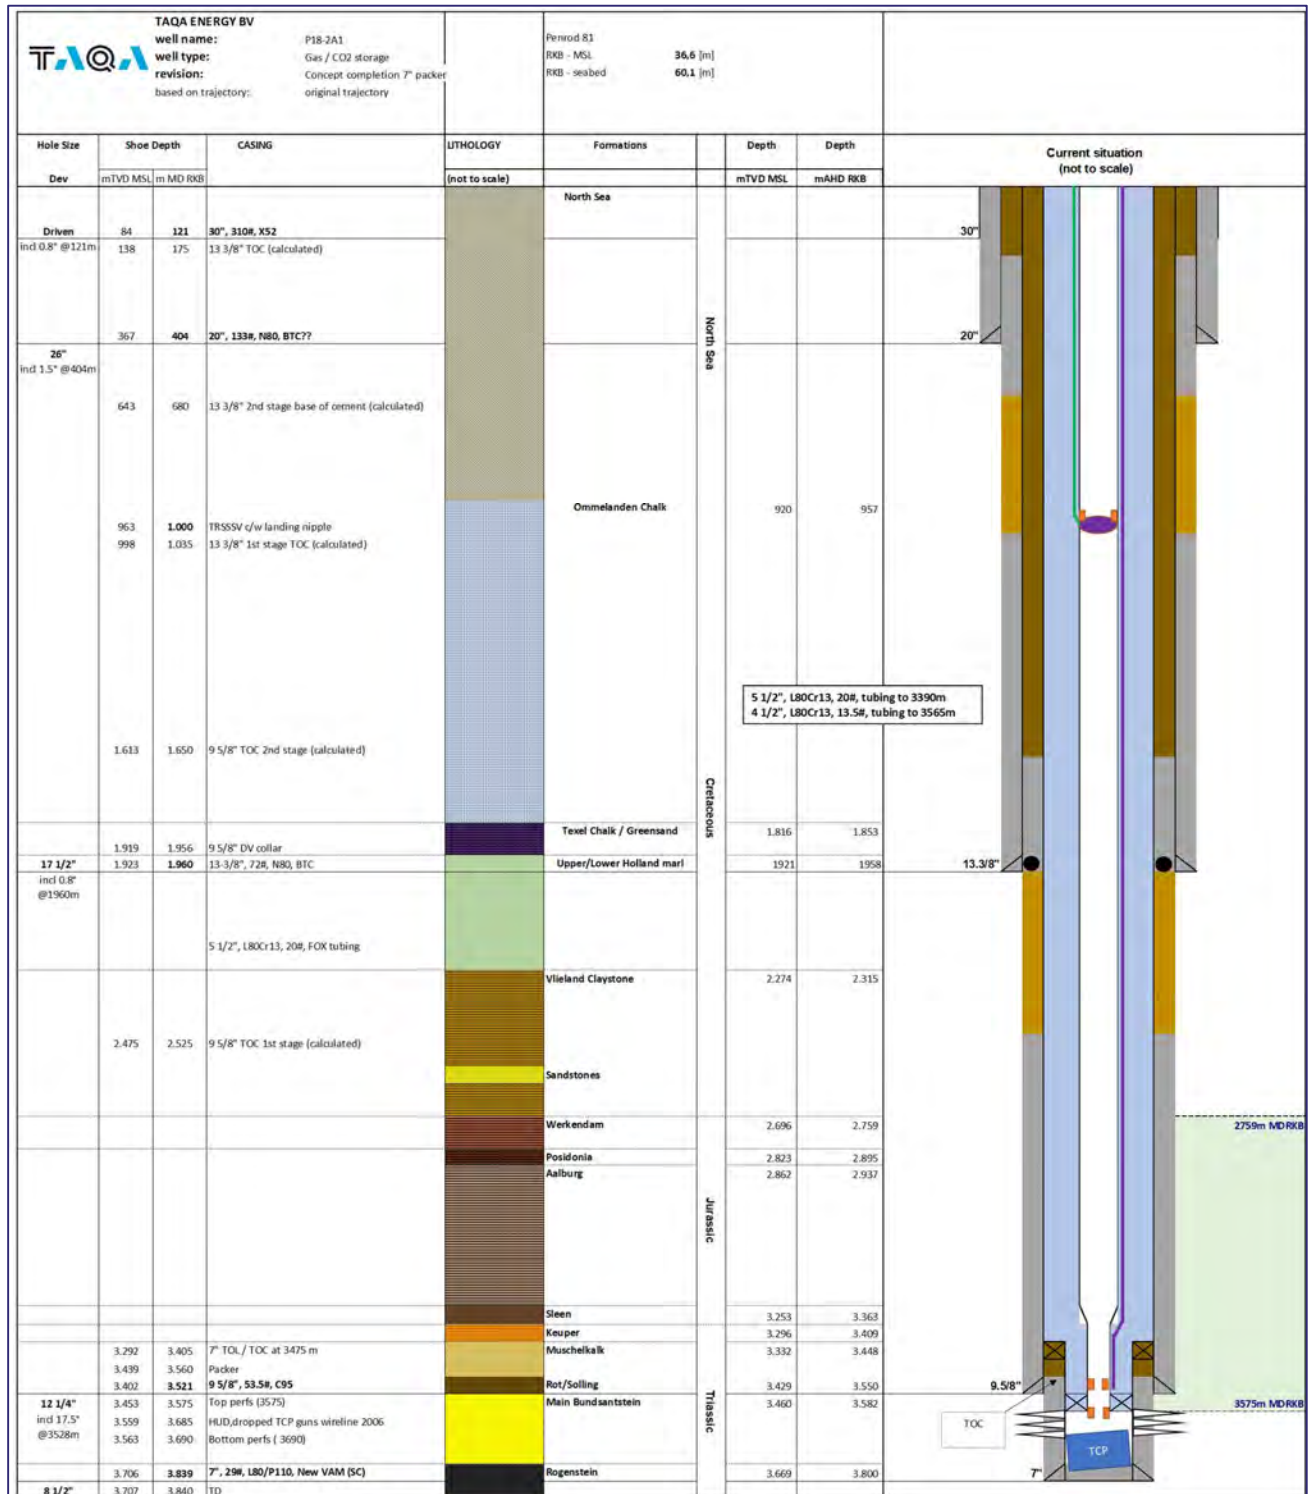 TAQA
TAQA ENERGY BV
well name: P18-2A1
well type: Gas / CO2 storage
revision: Concept completion 7" packer
based on trajectory: original trajectory
Penrod 81
RKB - MSL 36,6 [m]
RKB - seabed 60,1 [m]
Hole Size Shoe Depth CASING LITHOLOGY Formations Depth Depth
Dev mTVD MSL m MD RKB (not to scale) mTVD MSL mAHD RKB
Current situation
(not to scale)
North Sea
Driven 84 121 30", 310#, X52 30"
incl 0.8° @121m 138 175 13 3/8" TOC (calculated)
North Sea
367 404 20", 133#, N80, BTC?? 20"
26"
incl 1.5° @404m
643 680 13 3/8" 2nd stage base of cement (calculated)
Ommelanden Chalk 920 957
963 1.000 TRSSSV c/w landing nipple
998 1.035 13 3/8" 1st stage TOC (calculated)
5 1/2", L80Cr13, 20#, tubing to 3390m
4 1/2", L80Cr13, 13.5#, tubing to 3565m
1.613 1.650 9 5/8" TOC 2nd stage (calculated)
Cretaceous
Texel Chalk / Greensand 1.816 1.853
1.919 1.956 9 5/8" DV collar
17 1/2" 1.923 1.960 13-3/8", 72#, N80, BTC Upper/Lower Holland marl 1921 1958 13.3/8"
incl 0.8°
@1960m
5 1/2", L80Cr13, 20#, FOX tubing
Vlieland Claystone 2.274 2.315
2.475 2.525 9 5/8" TOC 1st stage (calculated)
Sandstones
Werkendam 2.696 2.759 2759m MDRKB
Posidonia 2.823 2.895
Aalburg 2.862 2.937
Jurassic
Sleen 3.253 3.363
Keuper 3.296 3.409
3.292 3.405 7" TOL / TOC at 3475 m Muschelkalk 3.332 3.448
3.439 3.560 Packer
3.402 3.521 9 5/8", 53.5#, C95 Rot/Solling 3.429 3.550 9.5/8"
Triassic
12 1/4" 3.453 3.575 Top perfs (3575) Main Bundsantstein 3.460 3.582 3575m MDRKB
incl 17.5° 3.559 3.685 HUD,dropped TCP guns wireline 2006 TOC
@3528m 3.563 3.690 Bottom perfs ( 3690) TCP
3.706 3.839 7", 29#, L80/P110, New VAM (SC) Rogenstein 3.669 3.800 7"
8 1/2" 3.707 3.840 TD